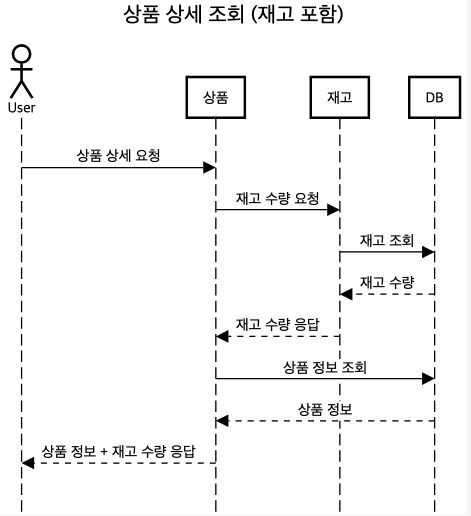 상품 상세 조회 (재고 포함)
User
상품
재고
DB
상품 상세 요청
재고 수량 요청
재고 조회
재고 수량
재고 수량 응답
상품 정보 조회
상품 정보
상품 정보 + 재고 수량 응답